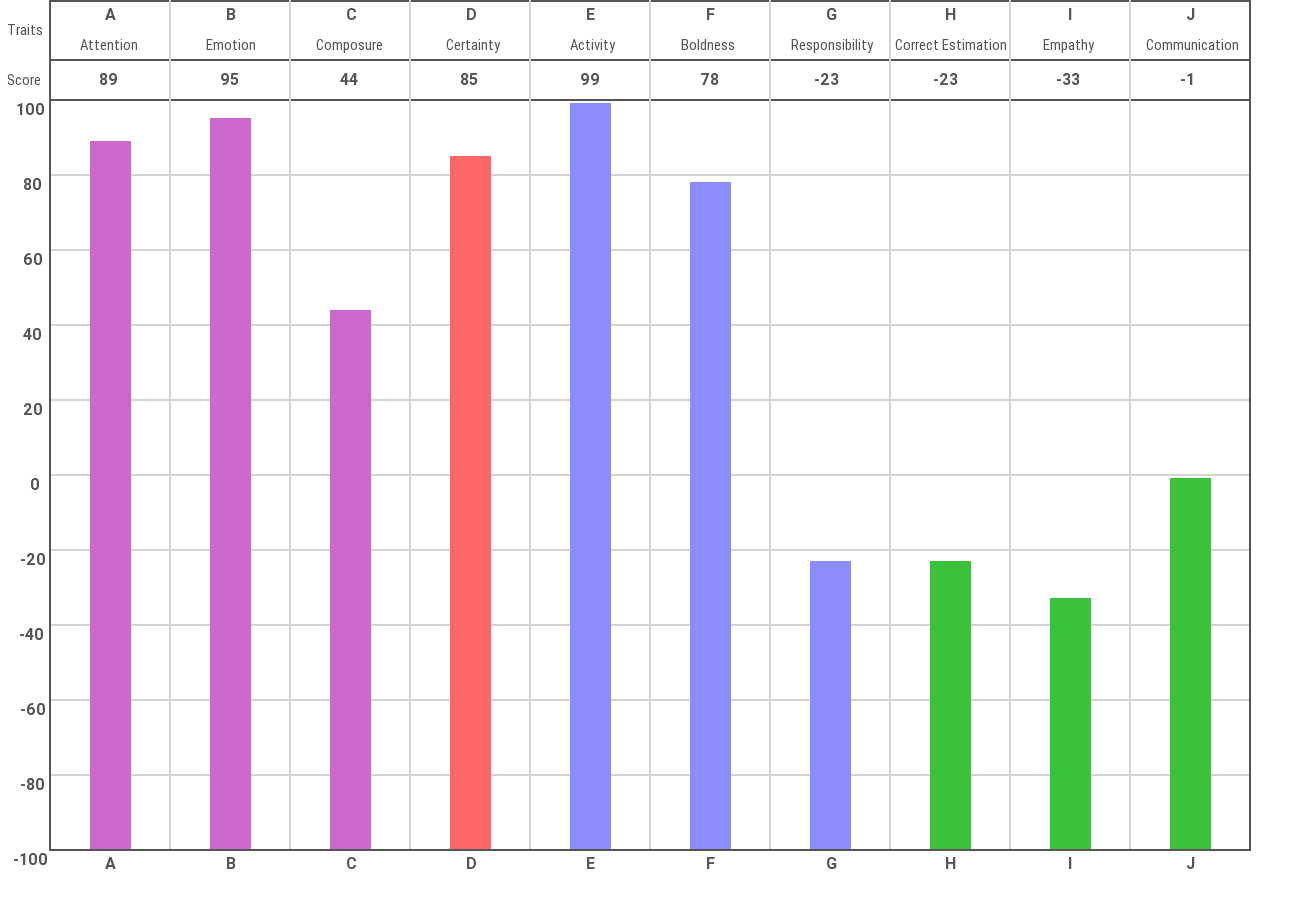 Traits A B C D E F G H I J
Attention Emotion Composure Certainty Activity Boldness Responsibility Correct Estimation Empathy Communication
Score 89 95 44 85 99 78 -23 -23 -33 -1
100
80
60
40
20
0
-20
-40
-60
-80
-100
A B C D E F G H I J